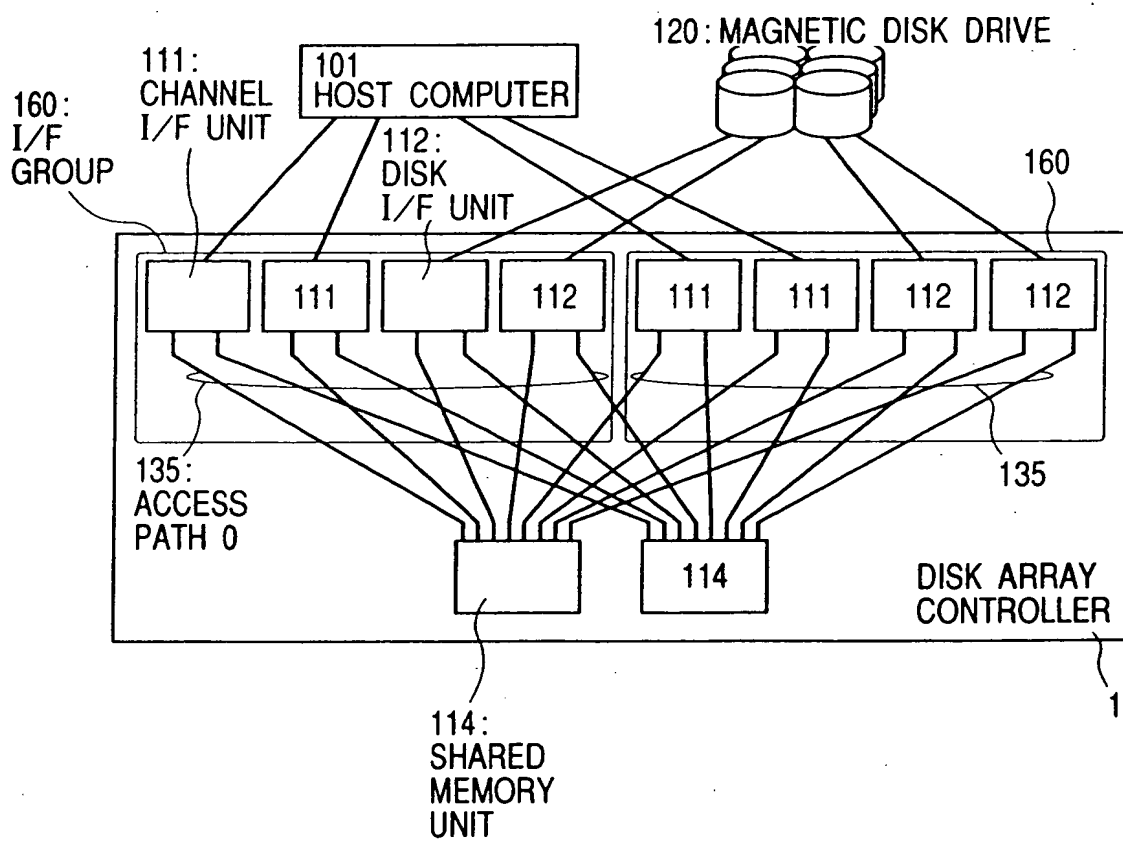 120: MAGNETIC DISK DRIVE
111:
CHANNEL
I/F UNIT
101
HOST COMPUTER
160:
I/F
GROUP
112:
DISK
I/F UNIT
160
111
112
111
111
112
112
135:
ACCESS
PATH 0
135
114
DISK ARRAY
CONTROLLER
1
114:
SHARED
MEMORY
UNIT